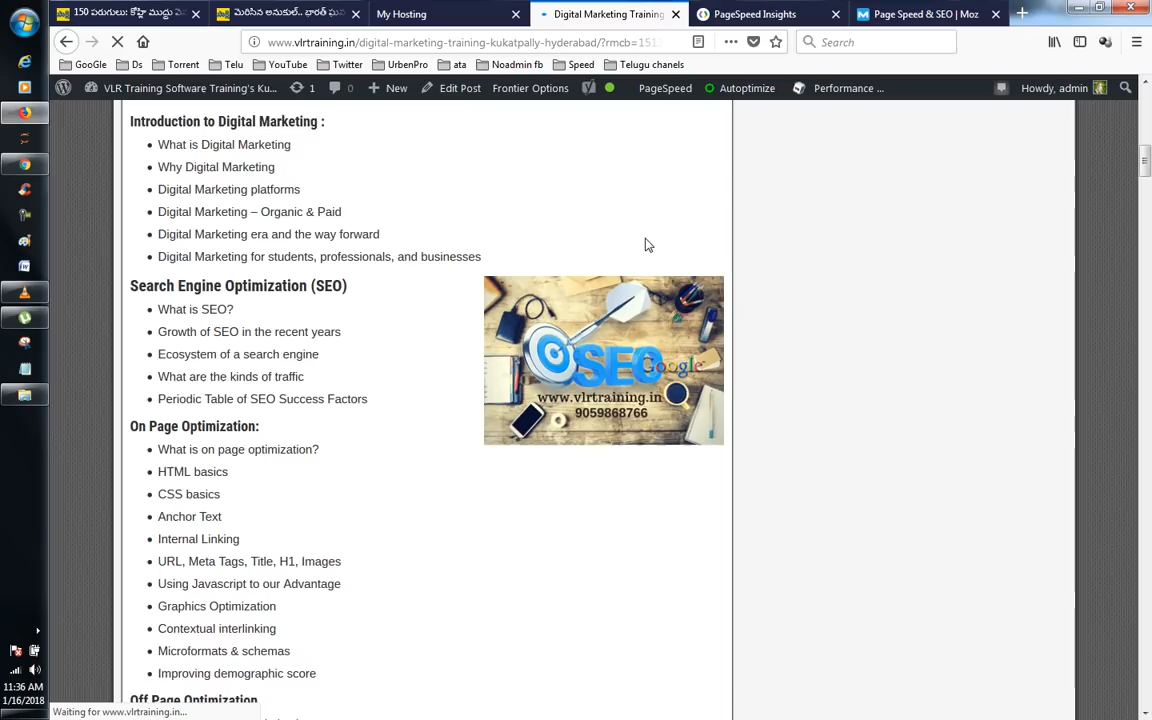 150 పరుగులు: కోహ్లి ముద్దు వెన
మెరిసిన అనుకుల్.. భారత్ ఘన
My Hosting
Digital Marketing Training
PageSpeed Insights
Page Speed & SEO | Moz
www.vlrtraining.in/digital-marketing-training-kukatpally-hyderabad/?rmcb=151
Search
GooGle
Ds
Torrent
Telu
YouTube
Twitter
UrbenPro
ata
Noadmin fb
Speed
Telugu chanels
VLR Training Software Training's Ku...
1
0
New
Edit Post
Frontier Options
PageSpeed
Autoptimize
Performance ...
Howdy, admin
Introduction to Digital Marketing :
What is Digital Marketing
Why Digital Marketing
Digital Marketing platforms
Digital Marketing – Organic & Paid
Digital Marketing era and the way forward
Digital Marketing for students, professionals, and businesses
Search Engine Optimization (SEO)
What is SEO?
Growth of SEO in the recent years
Ecosystem of a search engine
What are the kinds of traffic
Periodic Table of SEO Success Factors
SEO
Google
www.vlrtraining.in
9059868766
On Page Optimization:
What is on page optimization?
HTML basics
CSS basics
Anchor Text
Internal Linking
URL, Meta Tags, Title, H1, Images
Using Javascript to our Advantage
Graphics Optimization
Contextual interlinking
Microformats & schemas
Improving demographic score
Off Page Optimization
Waiting for www.vlrtraining.in...
11:36 AM
1/16/2018